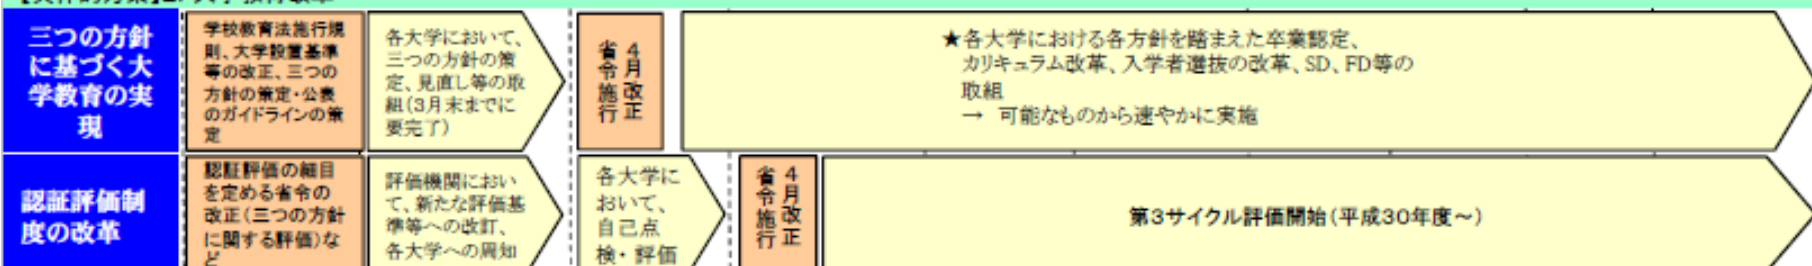 三つの方針
に基づく大
学教育の実
現
学校教育法施行規
則、大学設置基準
等の改正、三つの
方針の策定・公表
のガイドラインの策
定
各大学において、
三つの方針の策
定、見直し等の取
組(3月末までに
要完了)
4月改正
省令施行
★各大学における各方針を踏まえた卒業認定、
カリキュラム改革、入学者選抜の改革、SD、FD等の
取組
→ 可能なものから速やかに実施
認証評価制
度の改革
認証評価の細目
を定める省令の
改正(三つの方針
に関する評価)な
ど
評価機関におい
て、新たな評価基
準等への改訂、
各大学への周知
各大学に
おいて、
自己点
検・評価
4月改正
省令施行
第3サイクル評価開始(平成30年度～)